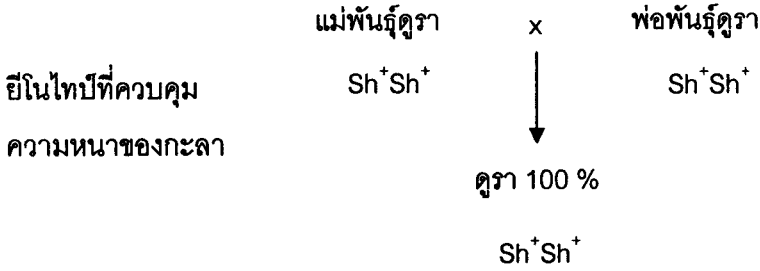 แม่พันธุ์ดูรา x พ่อพันธุ์ดูรา
ยีโนไทป์ที่ควบคุม Sh⁺Sh⁺ Sh⁺Sh⁺
ความหนาของกะลา
ดูรา 100 %
Sh⁺Sh⁺